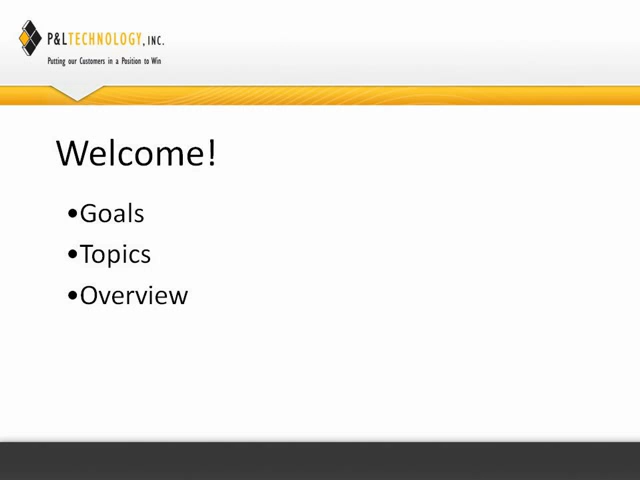 P&LTECHNOLOGY, INC.
Putting our Customers in a Position to Win
Welcome!
•Goals
•Topics
•Overview